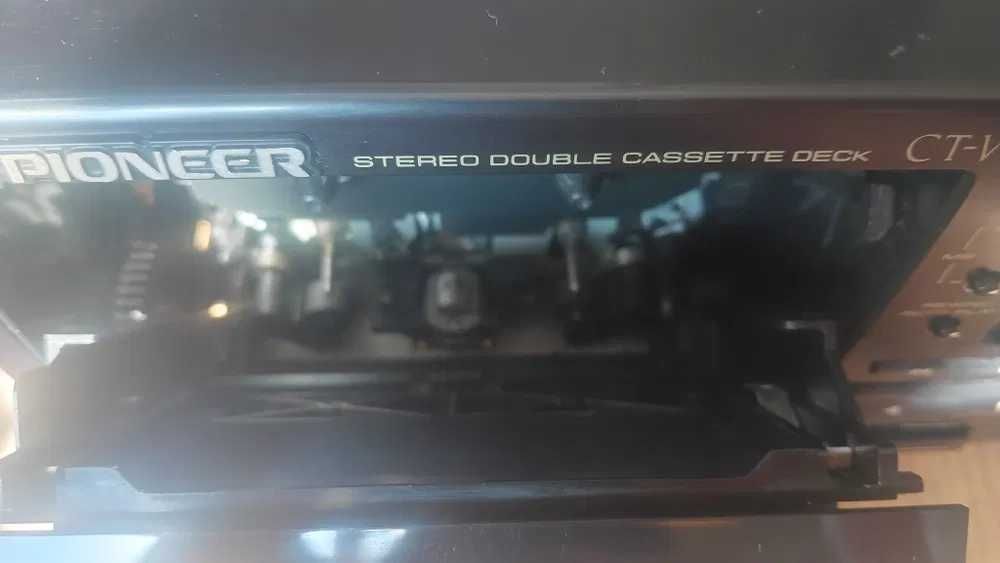 PIONEER STEREO DOUBLE CASSETTE DECK CT-V